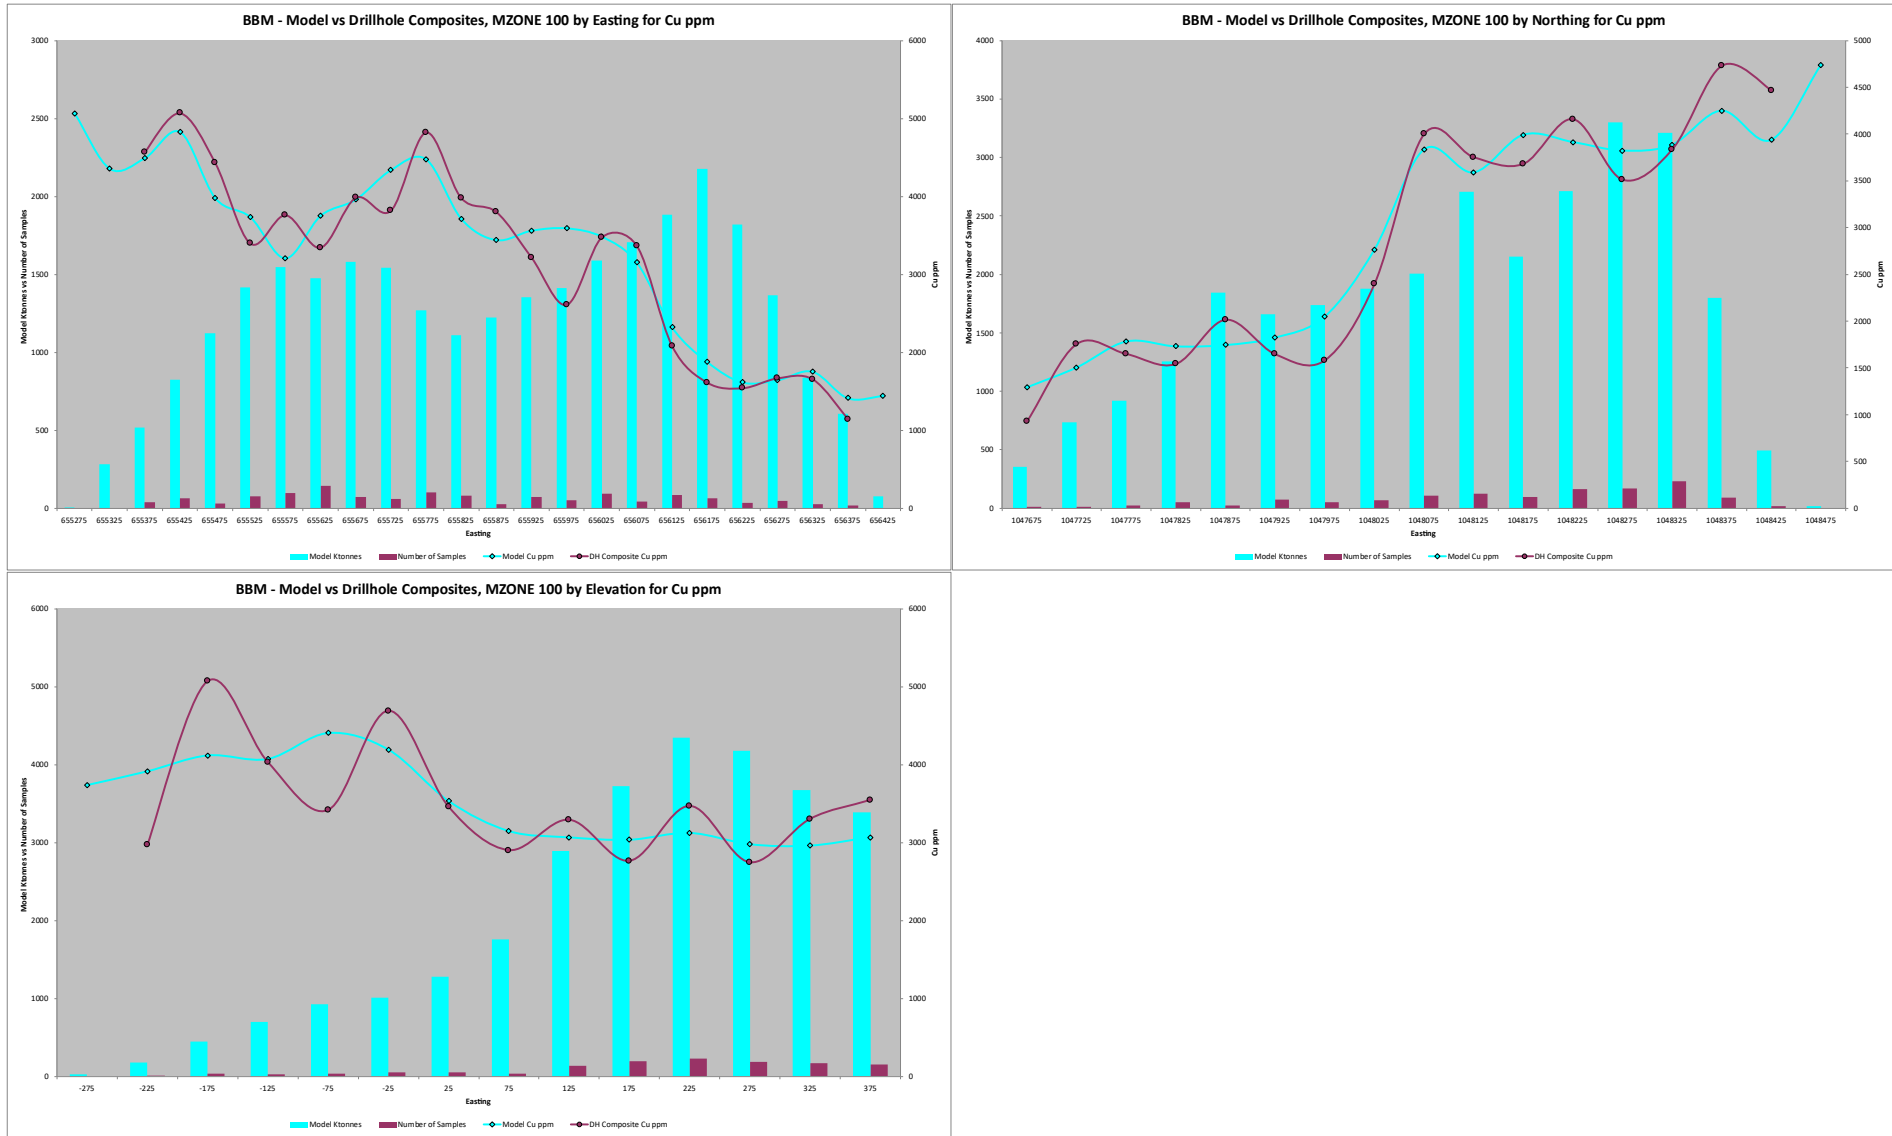 BBM - Model vs Drillhole Composites, MZONE 100 by Easting for Cu ppm
3000
2500
2000
1500
1000
500
0
6000
5000
4000
3000
2000
1000
0
Model Ktonnes vs Number of Samples
Cu ppm
655275 655325 655375 655425 655475 655525 655575 655625 655675 655725 655775 655825 655875 655925 655975 656025 656075 656125 656175 656225 656275 656325 656375 656425
Easting
Model Ktonnes Number of Samples Model Cu ppm DH Composite Cu ppm
BBM - Model vs Drillhole Composites, MZONE 100 by Northing for Cu ppm
4000
3500
3000
2500
2000
1500
1000
500
0
5000
4500
4000
3500
3000
2500
2000
1500
1000
500
0
Model Ktonnes vs Number of Samples
Cu ppm
1047675 1047725 1047775 1047825 1047875 1047925 1047975 1048025 1048075 1048125 1048175 1048225 1048275 1048325 1048375 1048425 1048475
Easting
Model Ktonnes Number of Samples Model Cu ppm DH Composite Cu ppm
BBM - Model vs Drillhole Composites, MZONE 100 by Elevation for Cu ppm
6000
5000
4000
3000
2000
1000
0
6000
5000
4000
3000
2000
1000
0
Model Ktonnes vs Number of Samples
Cu ppm
-275 -225 -175 -125 -75 -25 25 75 125 175 225 275 325 375
Easting
Model Ktonnes Number of Samples Model Cu ppm DH Composite Cu ppm